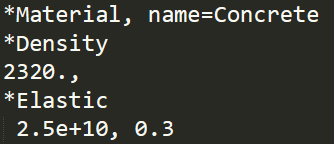 *Material, name=Concrete
*Density
2320.,
*Elastic
 2.5e+10, 0.3